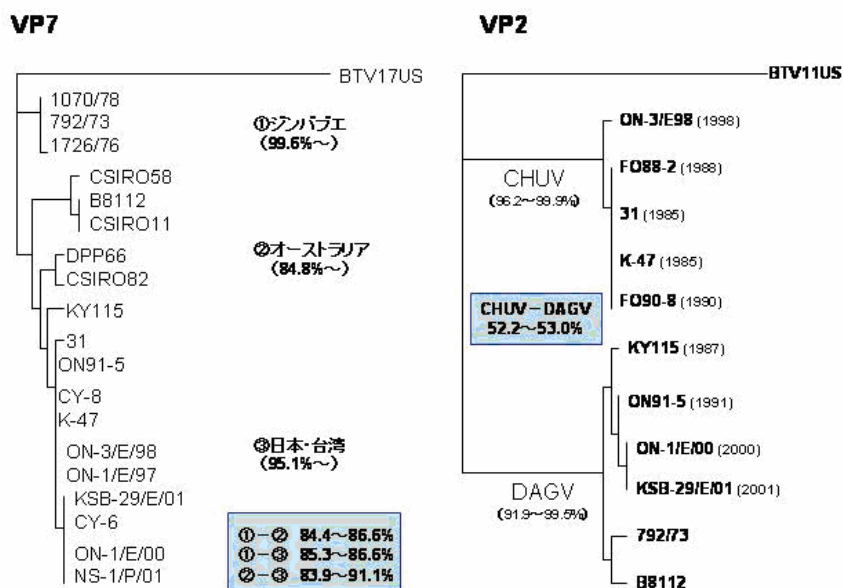 VP7
BTV17US
1070/78
792/73
1726/76
①ジンバブエ
(99.6%～)
CSIRO58
B8112
CSIRO11
②オーストラリア
(84.8%～)
DPP66
CSIRO82
KY115
31
ON91-5
CY-8
K-47
③日本・台湾
(95.1%～)
ON-3/E/98
ON-1/E/97
KSB-29/E/01
CY-6
ON-1/E/00
NS-1/P/01
①－② 84.4～86.6%
①－③ 85.3～86.6%
②－③ 83.9～91.1%
VP2
BTV11US
ON-3/E98 (1998)
CHUV
(96.2～99.9%)
FO88-2 (1988)
31 (1985)
K-47 (1985)
FO90-8 (1990)
CHUV－DAGV
52.2～53.0%
KY115 (1987)
ON91-5 (1991)
ON-1/E/00 (2000)
KSB-29/E/01 (2001)
DAGV
(91.9～99.5%)
792/73
B8112